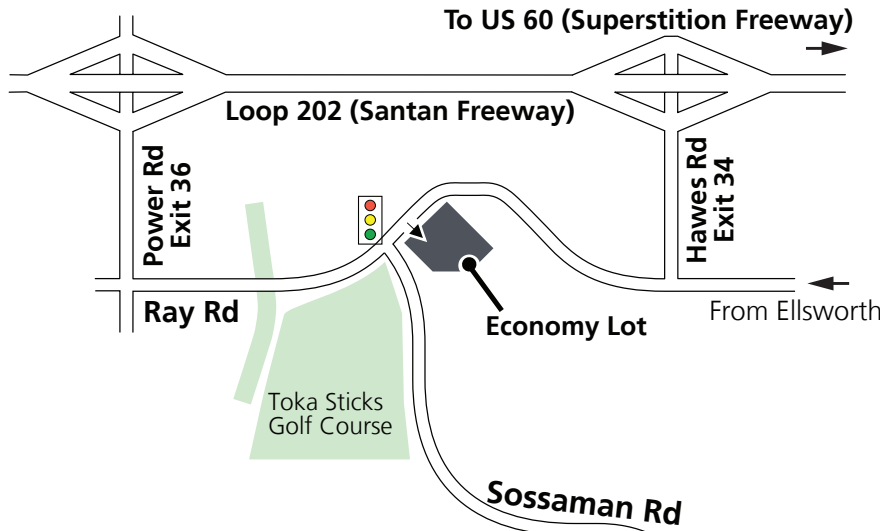 To US 60 (Superstition Freeway)
Loop 202 (Santan Freeway)
Power Rd
Exit 36
Hawes Rd
Exit 34
Ray Rd
Economy Lot
From Ellsworth
Toka Sticks
Golf Course
Sossaman Rd